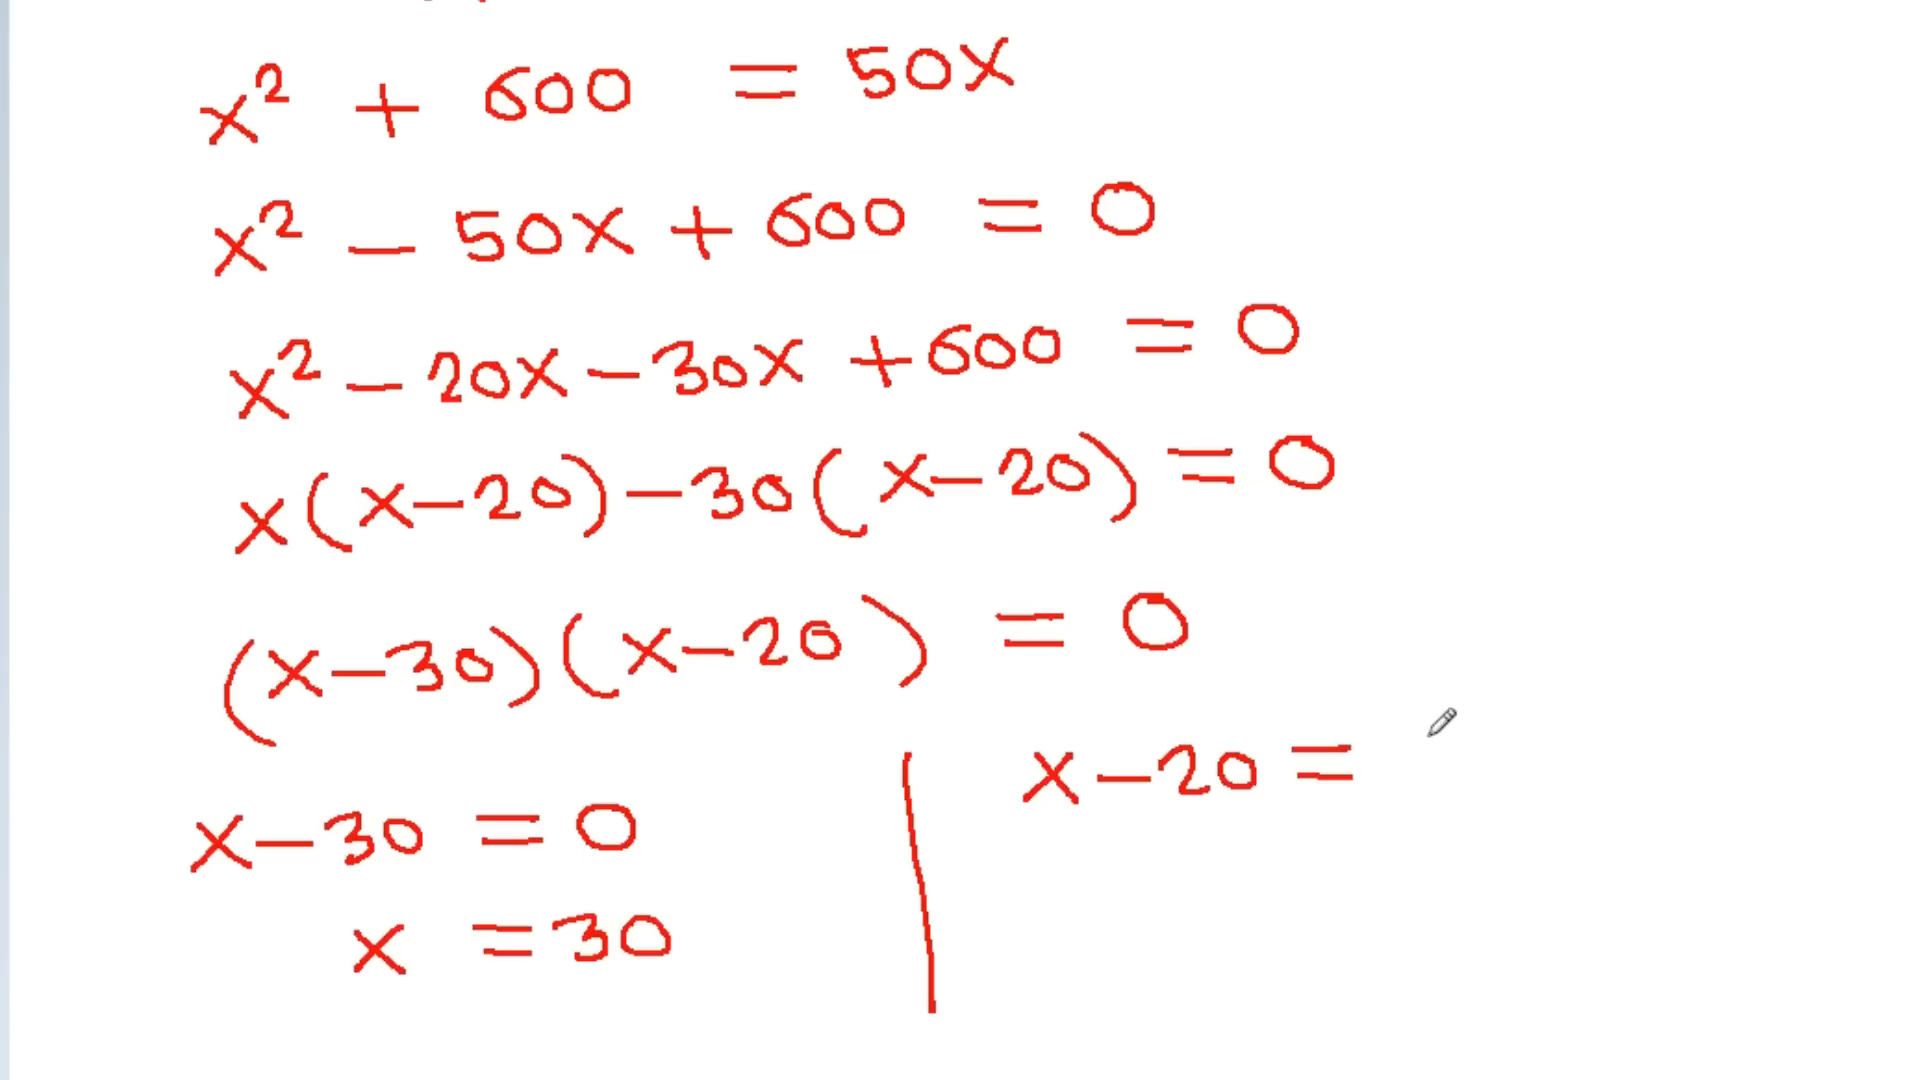 x² + 600 = 50x
x² - 50x + 600 = 0
x² - 20x - 30x + 600 = 0
x(x-20) - 30(x-20) = 0
(x-30)(x-20) = 0
x-30 = 0
x = 30
x-20 =